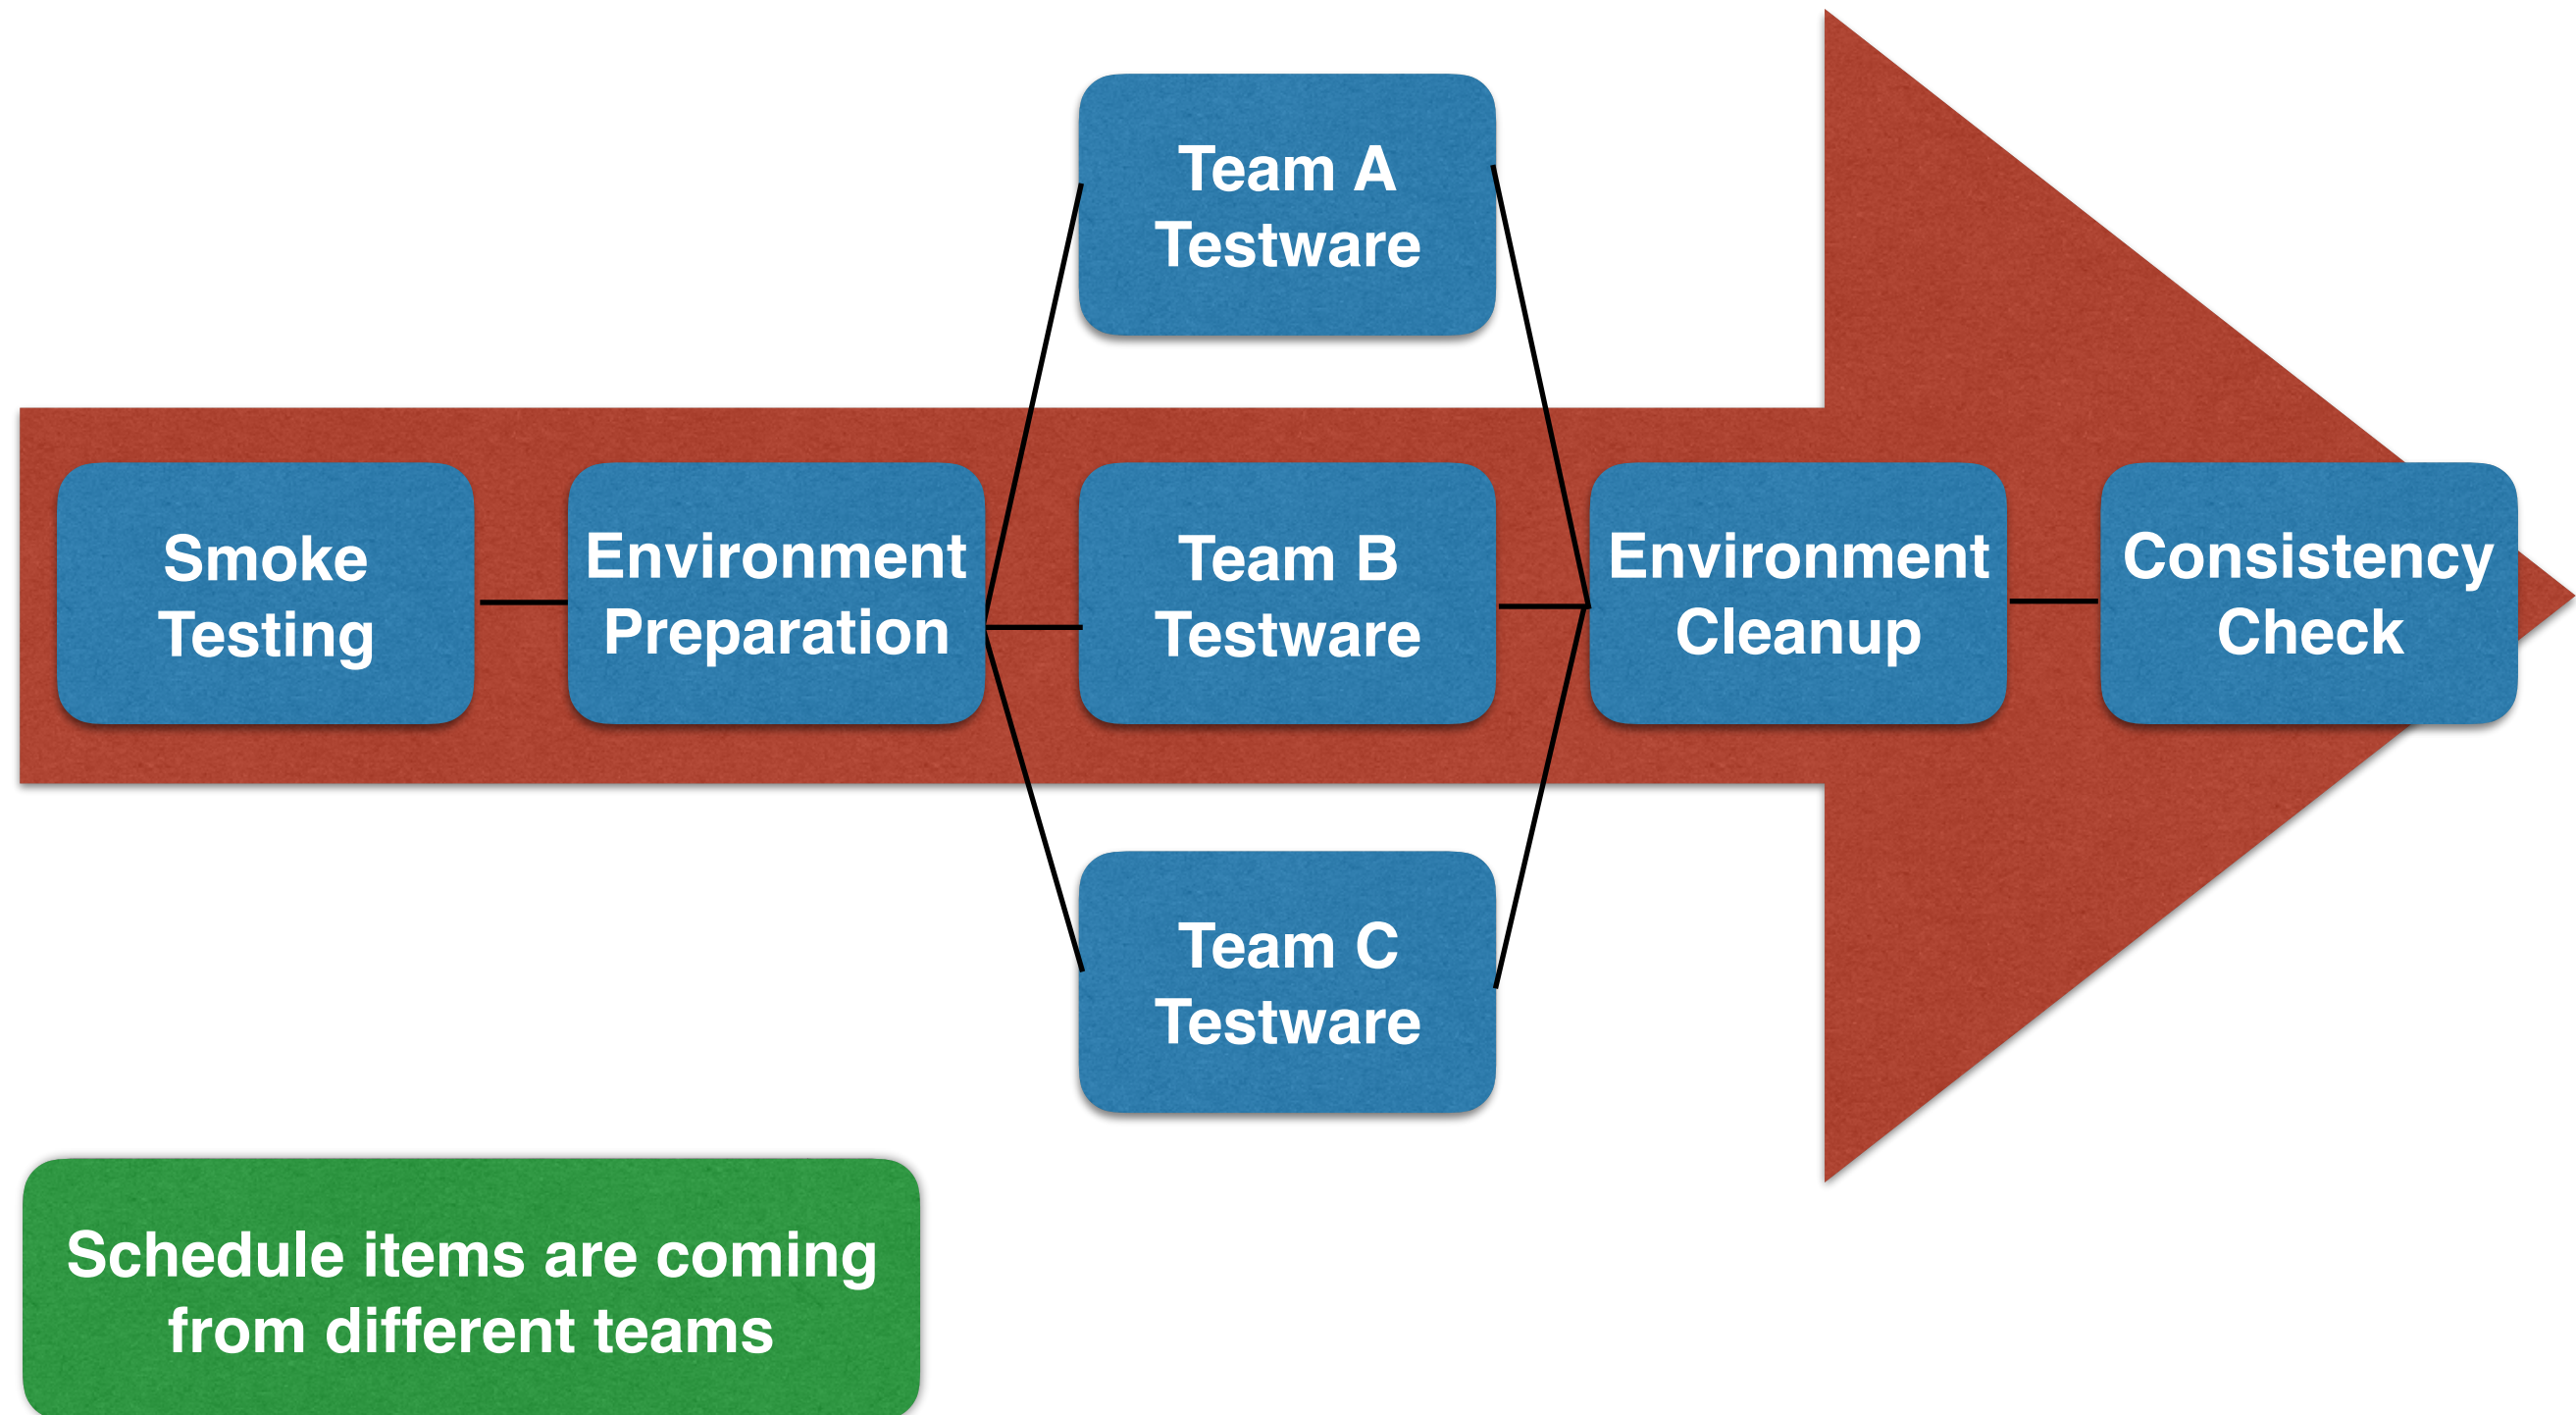 Team A
Testware
Smoke
Testing
Environment
Preparation
Team B
Testware
Environment
Cleanup
Consistency
Check
Team C
Testware
Schedule items are coming
from different teams